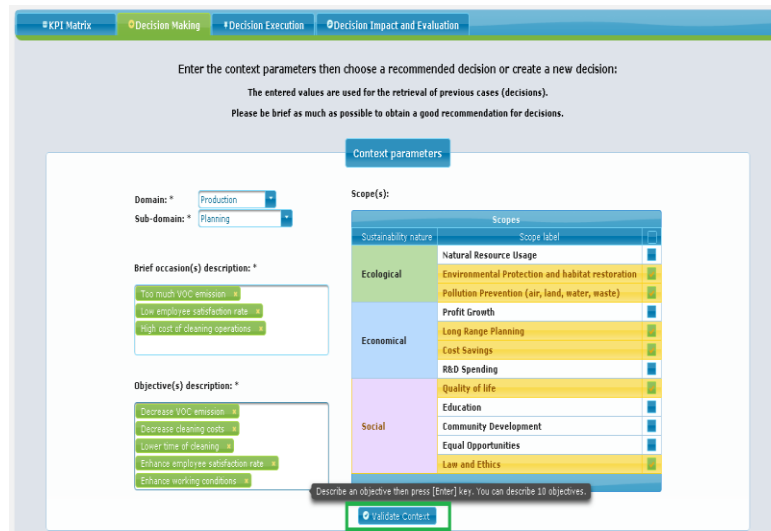 KPI Matrix
Decision Making
Decision Execution
Decision Impact and Evaluation
Enter the context parameters then choose a recommended decision or create a new decision:
The entered values are used for the retrieval of previous cases (decisions).
Please be brief as much as possible to obtain a good recommendation for decisions.
Context parameters
Domain: * Production
Sub-domain: * Planning
Brief occasion(s) description: *
Too much VOC emission x
Low employee satisfaction rate x
High cost of cleaning operations x
Objective(s) description: *
Decrease VOC emission x
Decrease cleaning costs x
Lower time of cleaning x
Enhance employee satisfaction rate x
Enhance working conditions x
Scope(s):
Scopes
Sustainability nature Scope label
Ecological
Natural Resource Usage
Environmental Protection and habitat restoration
Pollution Prevention (air, land, water, waste)
Economical
Profit Growth
Long Range Planning
Cost Savings
R&D Spending
Social
Quality of life
Education
Community Development
Equal Opportunities
Law and Ethics
Describe an objective then press [Enter] key. You can describe 10 objectives.
Validate Context